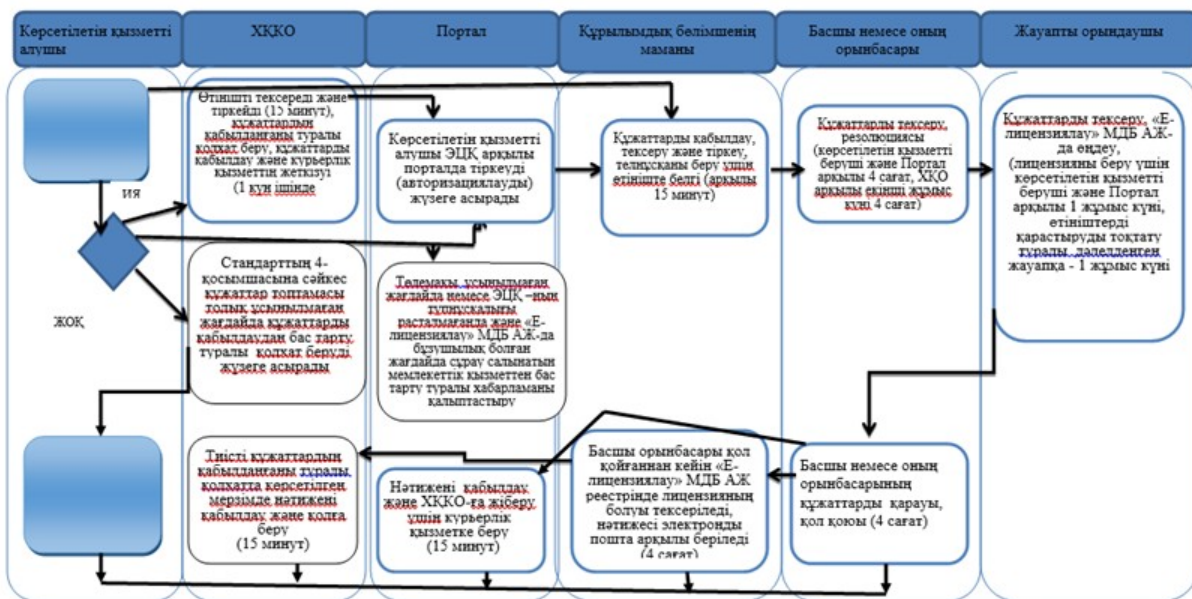 Көрсетілетін қызметті
алушы
ХҚКО
Портал
Құрылымдық бөлімшенің
маманы
Басшы немесе оның
орынбасары
Жауапты орындаушы
ИЯ
ЖОҚ
Өтінішті тексереді және
тіркейді (15 минут),
құжаттардың
қабылданғаны туралы
қолхат беру, құжаттарды
қабылдау және курьерлік
қызметтің жеткізуі
(1 күн ішінде
Көрсетілетін қызметті
алушы ЭЦҚ арқылы
порталда тіркеуді
(авторизациялауды)
жүзеге асырады
Құжаттарды қабылдау,
тексеру және тіркеу,
телнұсқаны беру үшін
өтініште белгі (арқылы
15 минут)
Құжаттарды тексеру,
резолюциясы
(көрсетілетін қызметті
беруші және Портал
арқылы 4 сағат, ХҚО
арқылы екінші жұмыс
күні 4 сағат)
Құжаттарды тексеру, «Е-
лицензиялау» МДБ АЖ-
да өңдеу,
(лицензияны беру үшін
көрсетілетін қызметті
беруші және Портал
арқылы 1 жұмыс күні,
өтініштерді
қарастыруды тоқтату
туралы дәлелденген
жауапқа - 1 жұмыс күні
Стандарттың 4-
қосымшасына сәйкес
құжаттар топтамасы
толық ұсынылмаған
жағдайда құжаттарды
қабылдаудан бас тарту
туралы қолхат беруді
жүзеге асырады
Төлемақы ұсынылмаған
жағдайда немесе ЭЦҚ –ның
түпнұсқалығы
расталмағанда және «Е-
лицензиялау» МДБ АЖ-да
бұзушылық болған
жағдайда сұрау салынатын
мемлекеттік қызметтен бас
тарту туралы хабарламаны
қалыптастыру
Тиісті құжаттардың
қабылданғаны туралы
қолхатта көрсетілген
мерзімде нәтижені
қабылдау және қолға
беру
(15 минут)
Нәтижені қабылдау
және ХҚКО-ға жіберу
үшін курьерлік
қызметке беру
(15 минут)
Басшы орынбасары қол
қойғаннан кейін «Е-
лицензиялау» МДБ АЖ
реестрінде лицензияның
болуы тексеріледі,
нәтижесі электронды
пошта арқылы беріледі
(4 сағат)
Басшы немесе оның
орынбасарының
құжаттарды қарауы,
қол қоюы (4 сағат)